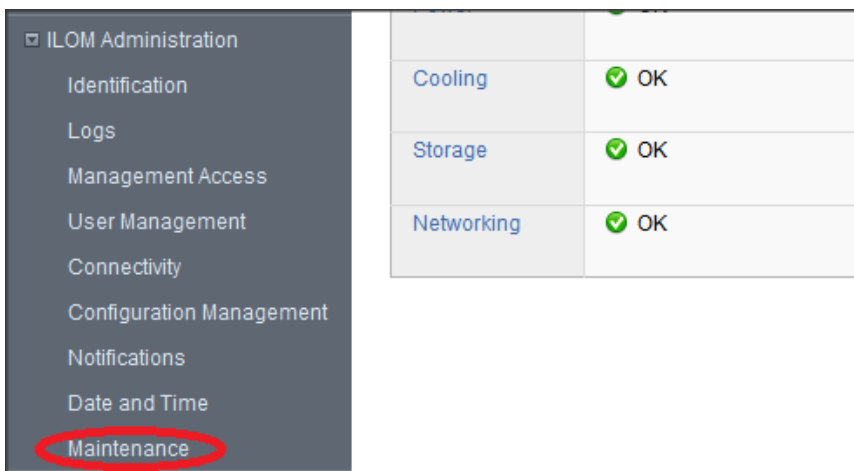 ILOM Administration
Identification
Logs
Management Access
User Management
Connectivity
Configuration Management
Notifications
Date and Time
Maintenance
Cooling OK
Storage OK
Networking OK